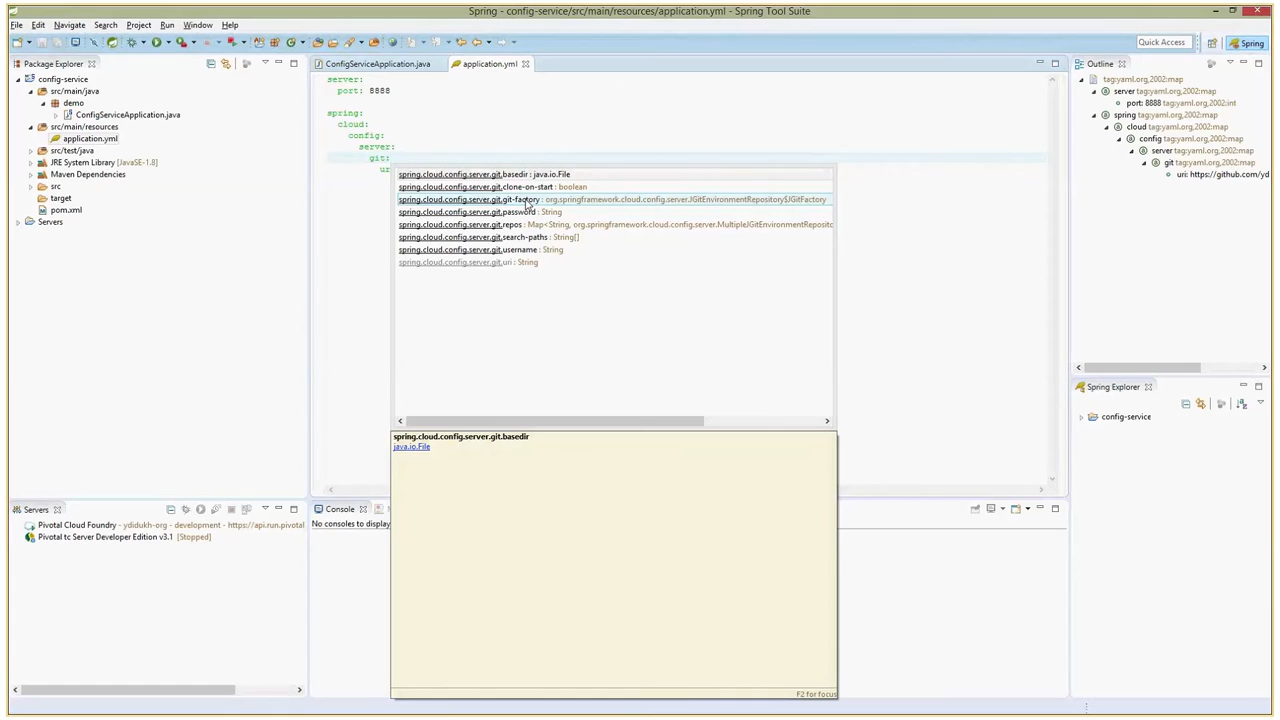 Spring - config-service/src/main/resources/application.yml - Spring Tool Suite
File Edit Navigate Search Project Run Window Help
Quick Access
Spring
Package Explorer
config-service
src/main/java
demo
ConfigServiceApplication.java
src/main/resources
application.yml
src/test/java
JRE System Library [JavaSE-1.8]
Maven Dependencies
src
target
pom.xml
Servers
ConfigServiceApplication.java
application.yml
server:
port: 8888
spring:
cloud:
config:
server:
git:
spring.cloud.config.server.git.basedir : java.io.File
spring.cloud.config.server.git.clone-on-start : boolean
spring.cloud.config.server.git.git-factory : org.springframework.cloud.config.server.JGitEnvironmentRepository$JGitFactory
spring.cloud.config.server.git.password : String
spring.cloud.config.server.git.repos : Map<String, org.springframework.cloud.config.server.MultipleJGitEnvironmentReposito
spring.cloud.config.server.git.search-paths : String[]
spring.cloud.config.server.git.username : String
spring.cloud.config.server.git.uri : String
spring.cloud.config.server.git.basedir
java.io.File
F2 for focus
Outline
tag:yaml.org,2002:map
server tag:yaml.org,2002:map
port: 8888 tag:yaml.org,2002:int
spring tag:yaml.org,2002:map
cloud tag:yaml.org,2002:map
config tag:yaml.org,2002:map
server tag:yaml.org,2002:map
git tag:yaml.org,2002:map
uri: https://github.com/yd
Spring Explorer
config-service
Servers
Pivotal Cloud Foundry - ydidukh-org - development - https://api.run.pivotal
Pivotal tc Server Developer Edition v3.1 [Stopped]
Console
No consoles to display